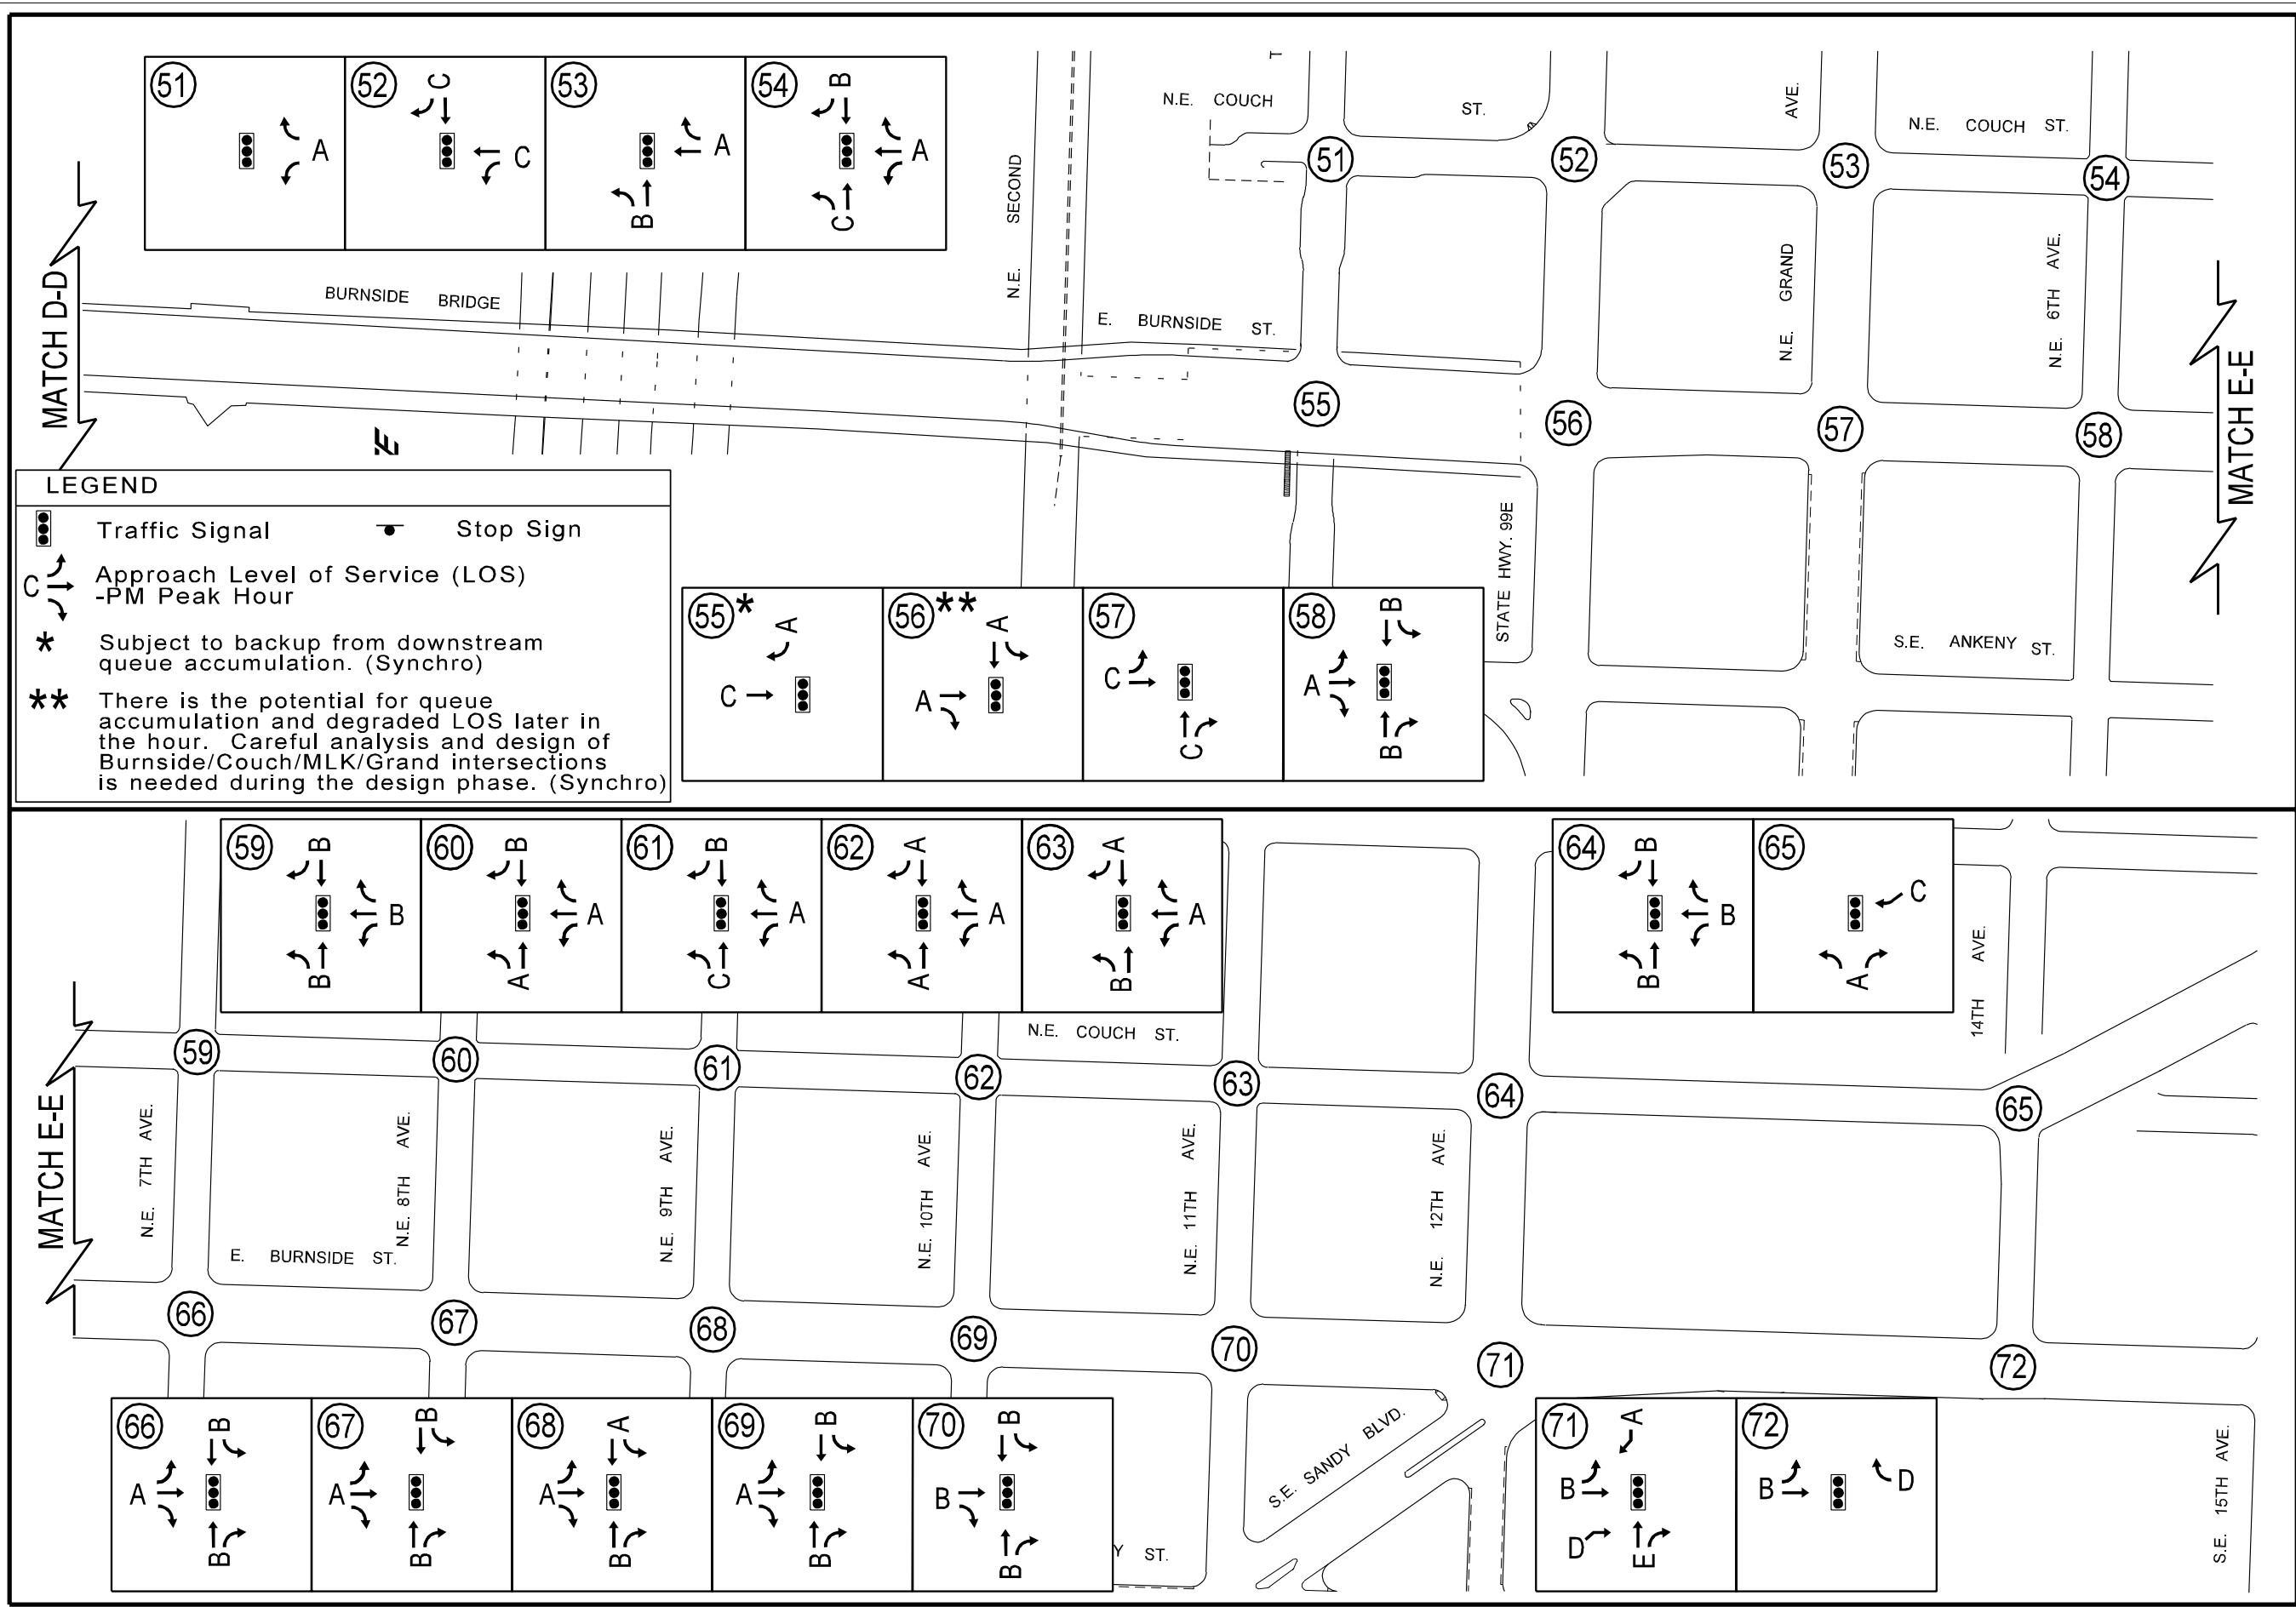 51
A
52
C
C
53
A
B
54
B
A
C
T
N.E. COUCH
ST.
AVE.
N.E. COUCH ST.
51
52
53
54
N.E. SECOND
N.E. GRAND
N.E. 6TH AVE.
MATCH D-D
BURNSIDE BRIDGE
E. BURNSIDE ST.
55
56
57
58
MATCH E-E
LEGEND
Traffic Signal
Stop Sign
C
Approach Level of Service (LOS)
-PM Peak Hour
*
Subject to backup from downstream
queue accumulation. (Synchro)
**
There is the potential for queue
accumulation and degraded LOS later in
the hour. Careful analysis and design of
Burnside/Couch/MLK/Grand intersections
is needed during the design phase. (Synchro)
STATE HWY. 99E
S.E. ANKENY ST.
55*
A
C
56**
A
A
57
C
C
58
B
A
B
59
B
B
B
60
B
A
A
61
B
A
C
62
A
A
A
63
A
A
B
64
B
B
B
65
C
A
14TH AVE.
N.E. COUCH ST.
59
60
61
62
63
64
65
MATCH E-E
N.E. 7TH AVE.
N.E. 8TH AVE.
N.E. 9TH AVE.
N.E. 10TH AVE.
N.E. 11TH AVE.
N.E. 12TH AVE.
E. BURNSIDE ST.
66
67
68
69
70
71
72
S.E. SANDY BLVD.
Y ST.
S.E. 15TH AVE.
66
B
A
B
67
B
A
B
68
A
A
B
69
B
A
B
70
B
B
B
71
A
B
D
E
72
B
D